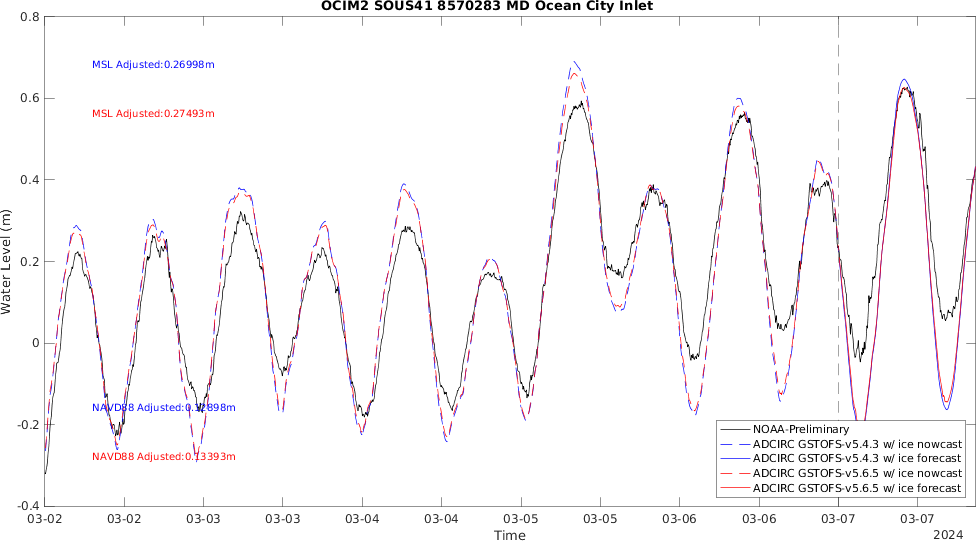 OCIM2 SOUS41 8570283 MD Ocean City Inlet
0.8
0.6
0.4
0.2
0
-0.2
-0.4
Water Level (m)
MSL Adjusted:0.26998m
MSL Adjusted:0.27493m
NAVD88 Adjusted:0.12898m
NAVD88 Adjusted:0.13393m
NOAA-Preliminary
ADCIRC GSTOFS-v5.4.3 w/ ice nowcast
ADCIRC GSTOFS-v5.4.3 w/ ice forecast
ADCIRC GSTOFS-v5.6.5 w/ ice nowcast
ADCIRC GSTOFS-v5.6.5 w/ ice forecast
03-02 03-02 03-03 03-03 03-04 03-04 03-05 03-05 03-06 03-06 03-07 03-07
Time
2024